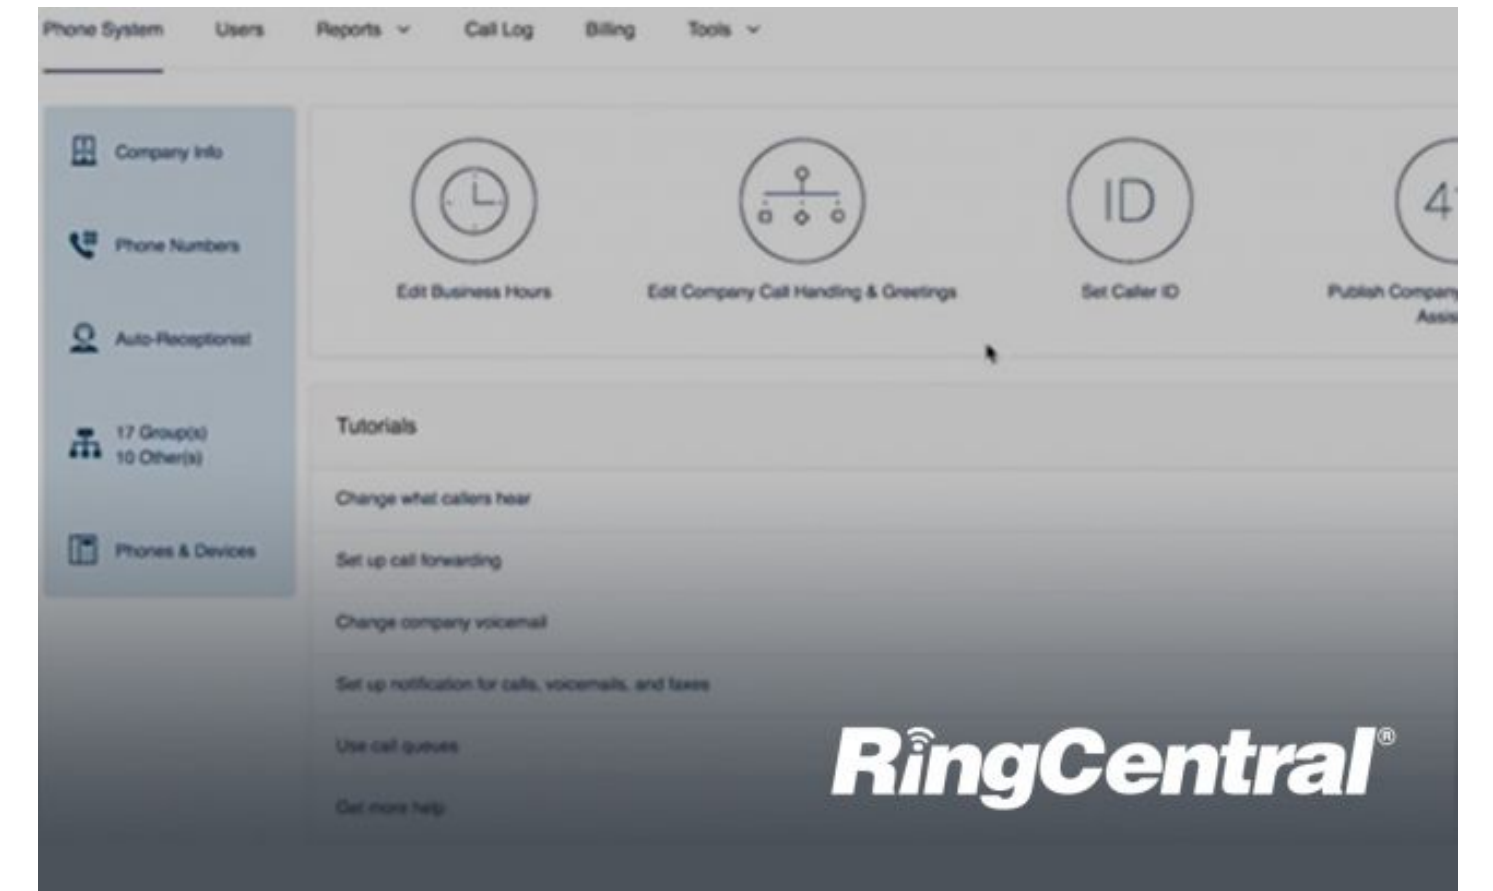 Phone System Users Reports Call Log Billing Tools
Company Info
Phone Numbers
Auto-Receptionist
17 Group(s)
10 Other(s)
Phones & Devices
ID
Edit Business Hours
Edit Company Call Handling & Greetings
Set Caller ID
Publish Company
Tutorials
Change what callers hear
Set up call forwarding
Change company voicemail
Set up notification for calls, voicemails, and faxes
Use call queues
Get more help
RingCentral®